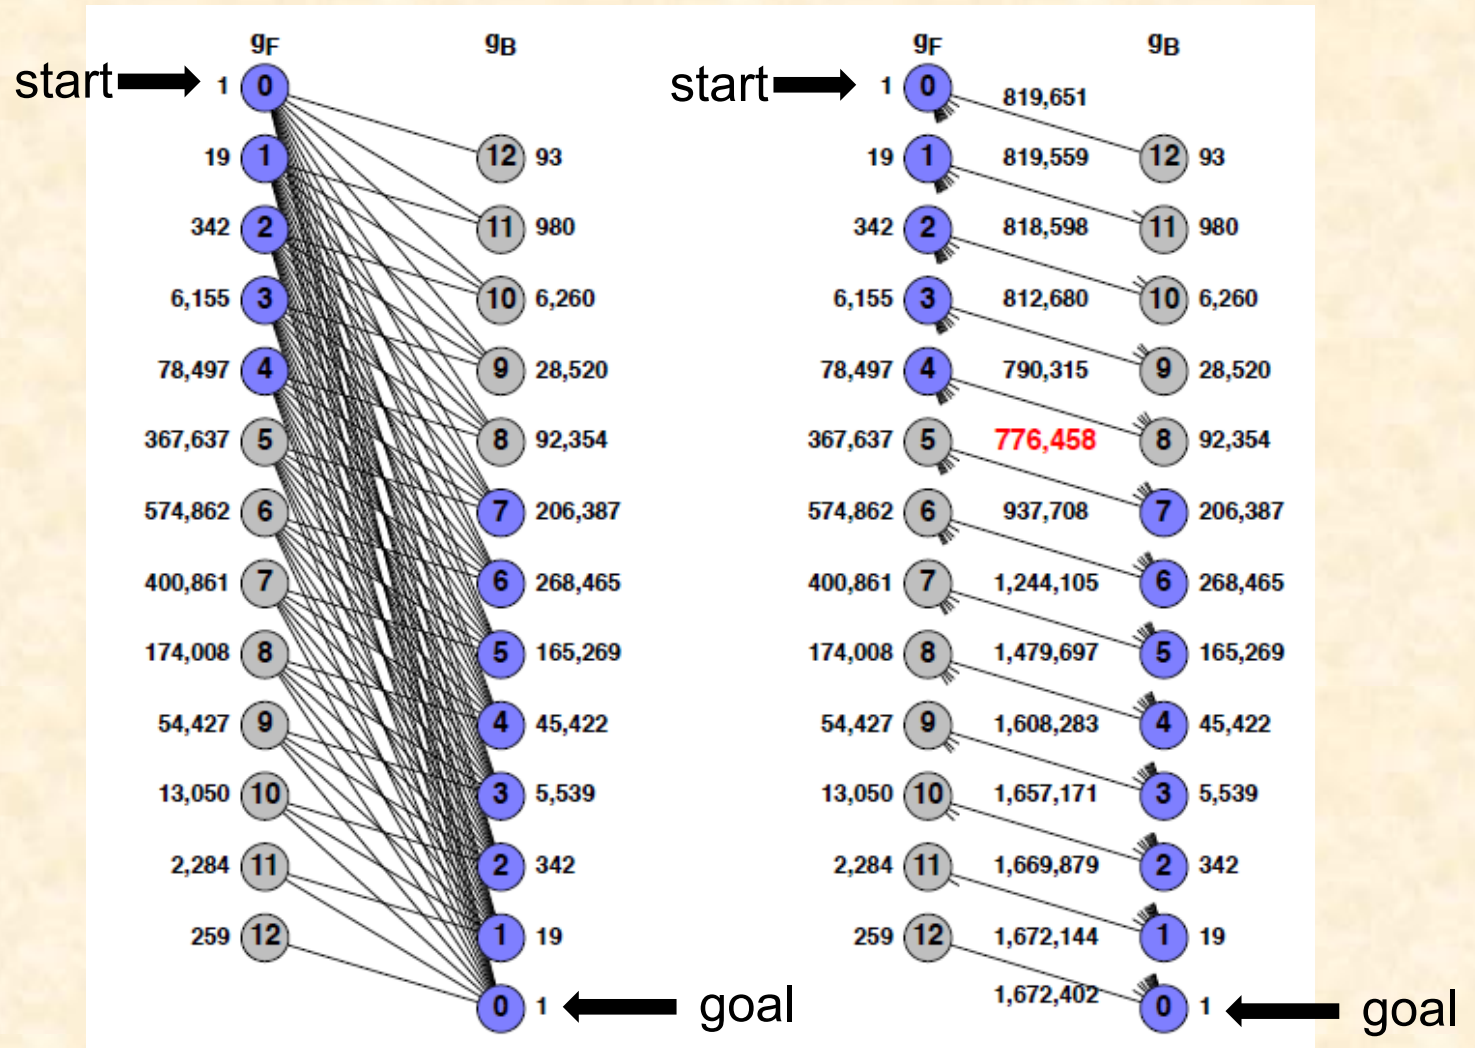 gF gB gF gB
start 1 0 start 1 0 819,651
19 1 12 93 19 1 819,559 12 93
342 2 11 980 342 2 818,598 11 980
6,155 3 10 6,260 6,155 3 812,680 10 6,260
78,497 4 9 28,520 78,497 4 790,315 9 28,520
367,637 5 8 92,354 367,637 5 776,458 8 92,354
574,862 6 7 206,387 574,862 6 937,708 7 206,387
400,861 7 6 268,465 400,861 7 1,244,105 6 268,465
174,008 8 5 165,269 174,008 8 1,479,697 5 165,269
54,427 9 4 45,422 54,427 9 1,608,283 4 45,422
13,050 10 3 5,539 13,050 10 1,657,171 3 5,539
2,284 11 2 342 2,284 11 1,669,879 2 342
259 12 1 19 259 12 1,672,144 1 19
0 1 goal 1,672,402 0 1 goal